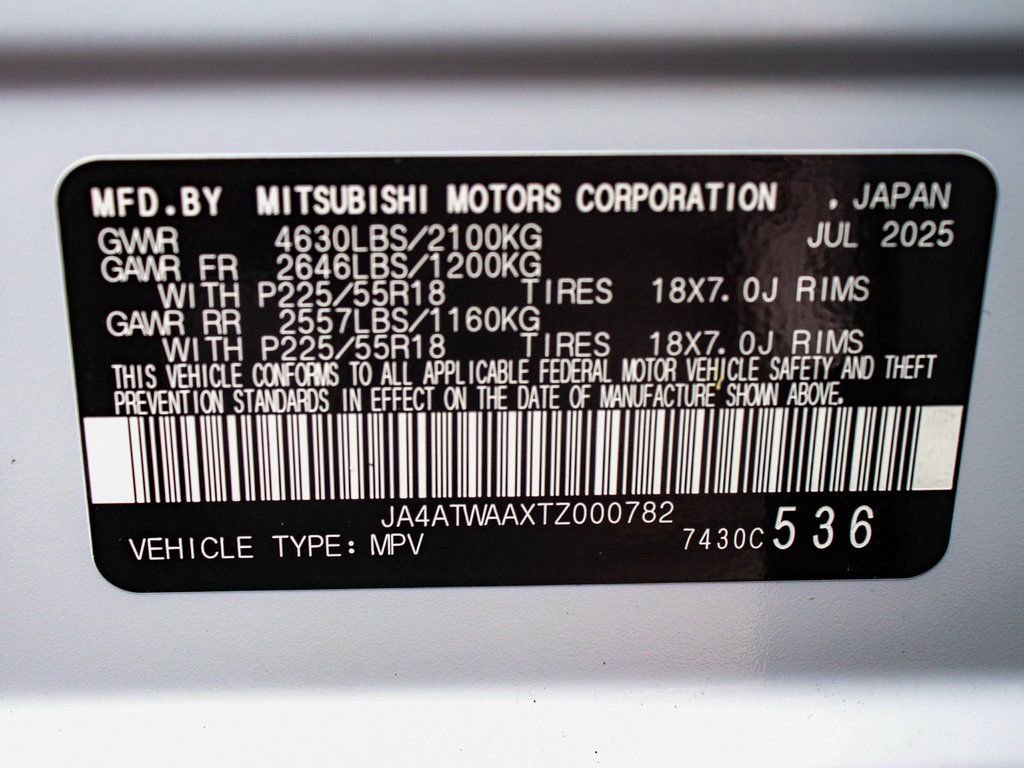 MFD.BY MITSUBISHI MOTORS CORPORATION , JAPAN
GVWR 4630LBS/2100KG JUL 2025
GAWR FR 2646LBS/1200KG
WITH P225/55R18 TIRES 18X7.0J RIMS
GAWR RR 2557LBS/1160KG
WITH P225/55R18 TIRES 18X7.0J RIMS
THIS VEHICLE CONFORMS TO ALL APPLICABLE FEDERAL MOTOR VEHICLE SAFETY AND THEFT
PREVENTION STANDARDS IN EFFECT ON THE DATE OF MANUFACTURE SHOWN ABOVE.
JA4ATWAAXTZ000782
VEHICLE TYPE: MPV 7430C 536